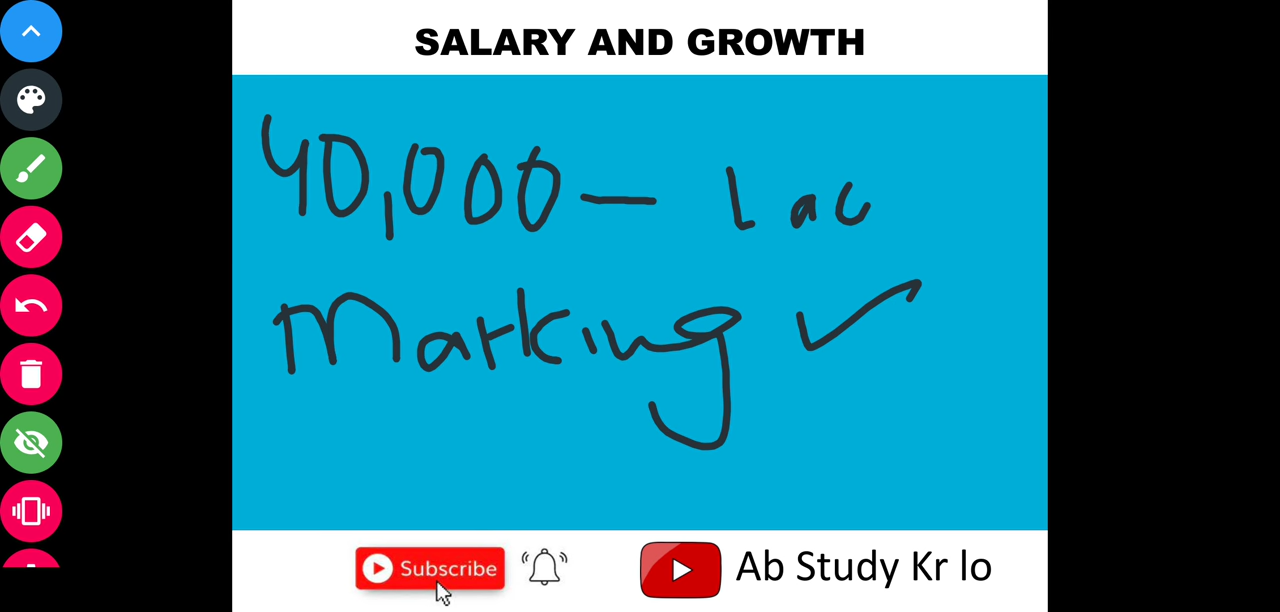 SALARY AND GROWTH
40,000 — Lac
Marking ✓
Subscribe
Ab Study Kr lo